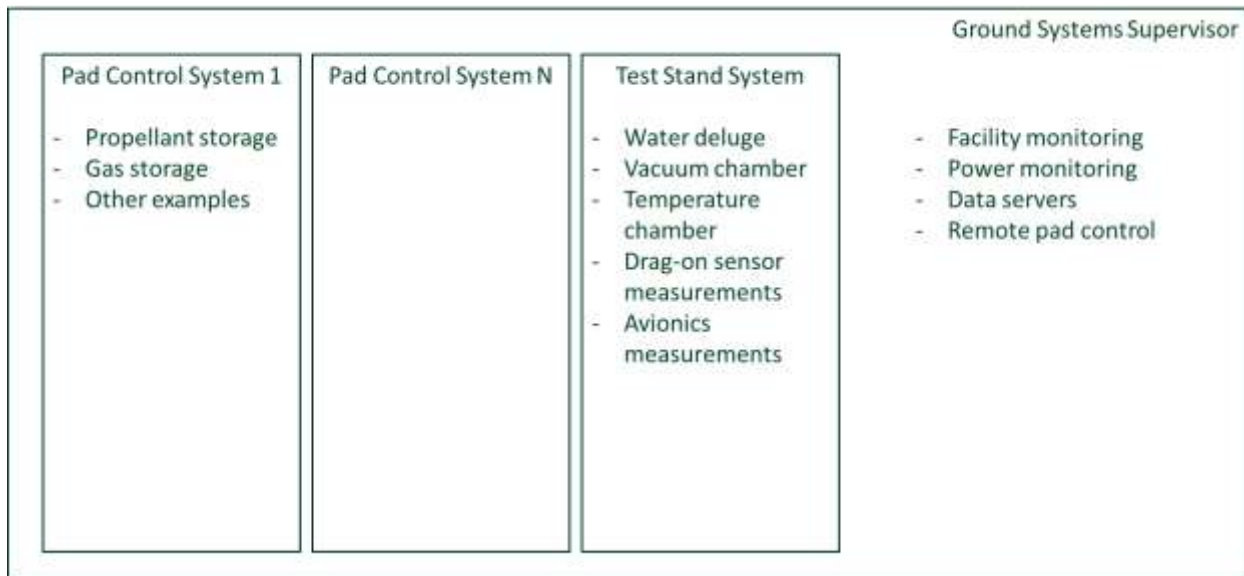 Ground Systems Supervisor
Pad Control System 1
- Propellant storage
- Gas storage
- Other examples
Pad Control System N
Test Stand System
- Water deluge
- Vacuum chamber
- Temperature
chamber
- Drag-on sensor
measurements
- Avionics
measurements
- Facility monitoring
- Power monitoring
- Data servers
- Remote pad control